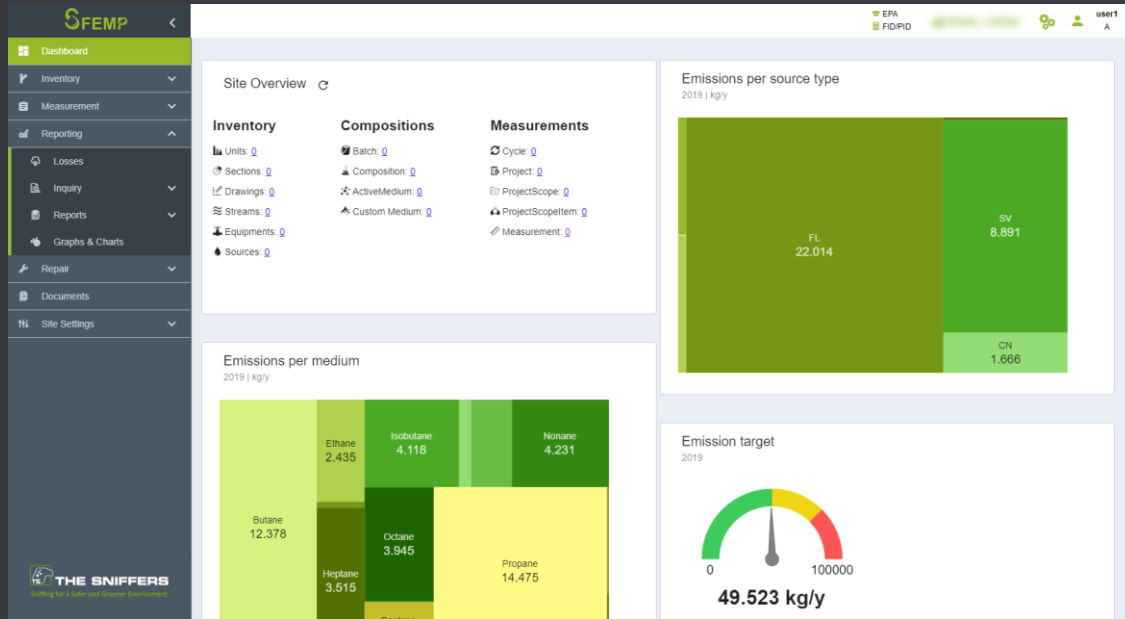 SFEMP
EPA
FID/PID
user1
A
Dashboard
Inventory
Measurement
Reporting
Losses
Inquiry
Reports
Graphs & Charts
Repair
Documents
Site Settings
TS
THE SNIFFERS
Sniffing for a Safer and Greener Environment
Site Overview
Inventory
Units: 0
Sections: 0
Drawings: 0
Streams: 0
Equipments: 0
Sources: 0
Compositions
Batch: 0
Composition: 0
ActiveMedium: 0
Custom Medium: 0
Measurements
Cycle: 0
Project: 0
ProjectScope: 0
ProjectScopeItem: 0
Measurement: 0
Emissions per source type
2019 | kg/y
FL
22.014
SV
8.891
CN
1.666
Emissions per medium
2019 | kg/y
Butane
12.378
Ethane
2.435
Isobutane
4.118
Nonane
4.231
Heptane
3.515
Octane
3.945
Propane
14.475
Emission target
2019
0
100000
49.523 kg/y